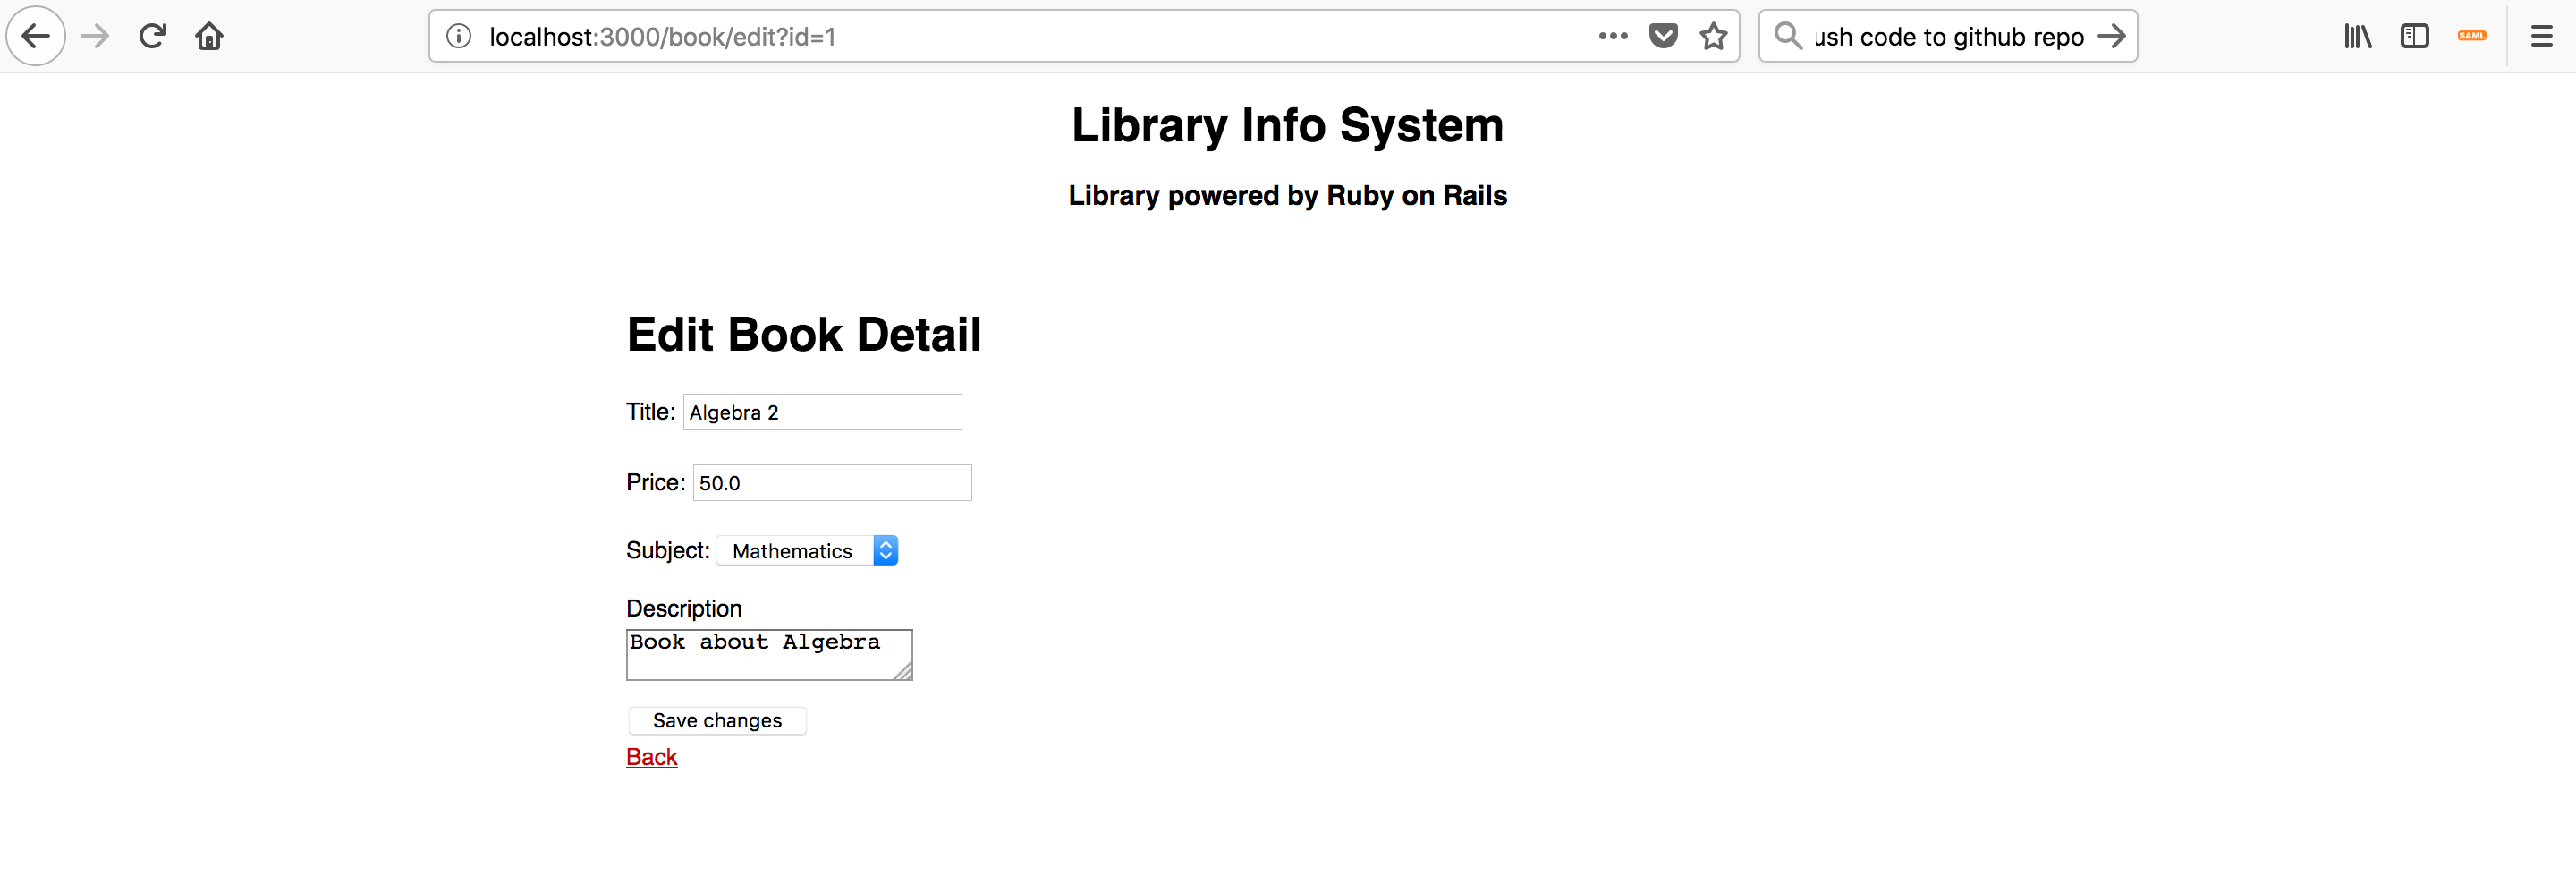 localhost:3000/book/edit?id=1
ush code to github repo
SAML
Library Info System
Library powered by Ruby on Rails
Edit Book Detail
Title: Algebra 2
Price: 50.0
Subject: Mathematics
Description
Book about Algebra
Save changes
Back